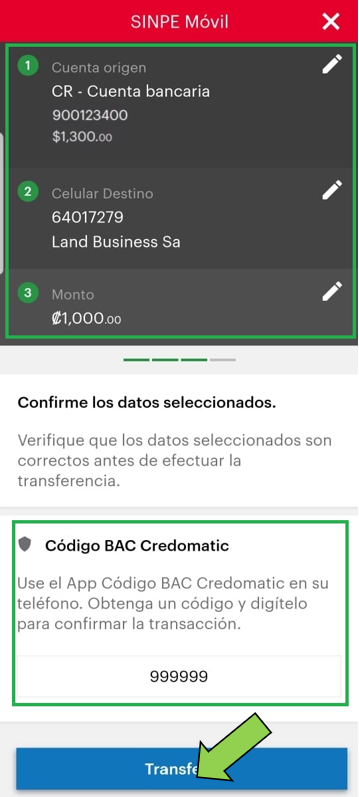 SINPE Móvil
1 Cuenta origen
CR - Cuenta bancaria
900123400
$1,300.00
2 Celular Destino
64017279
Land Business Sa
3 Monto
₡1,000.00
Confirme los datos seleccionados.
Verifique que los datos seleccionados son
correctos antes de efectuar la
transferencia.
Código BAC Credomatic
Use el App Código BAC Credomatic en su
teléfono. Obtenga un código y digítelo
para confirmar la transacción.
999999